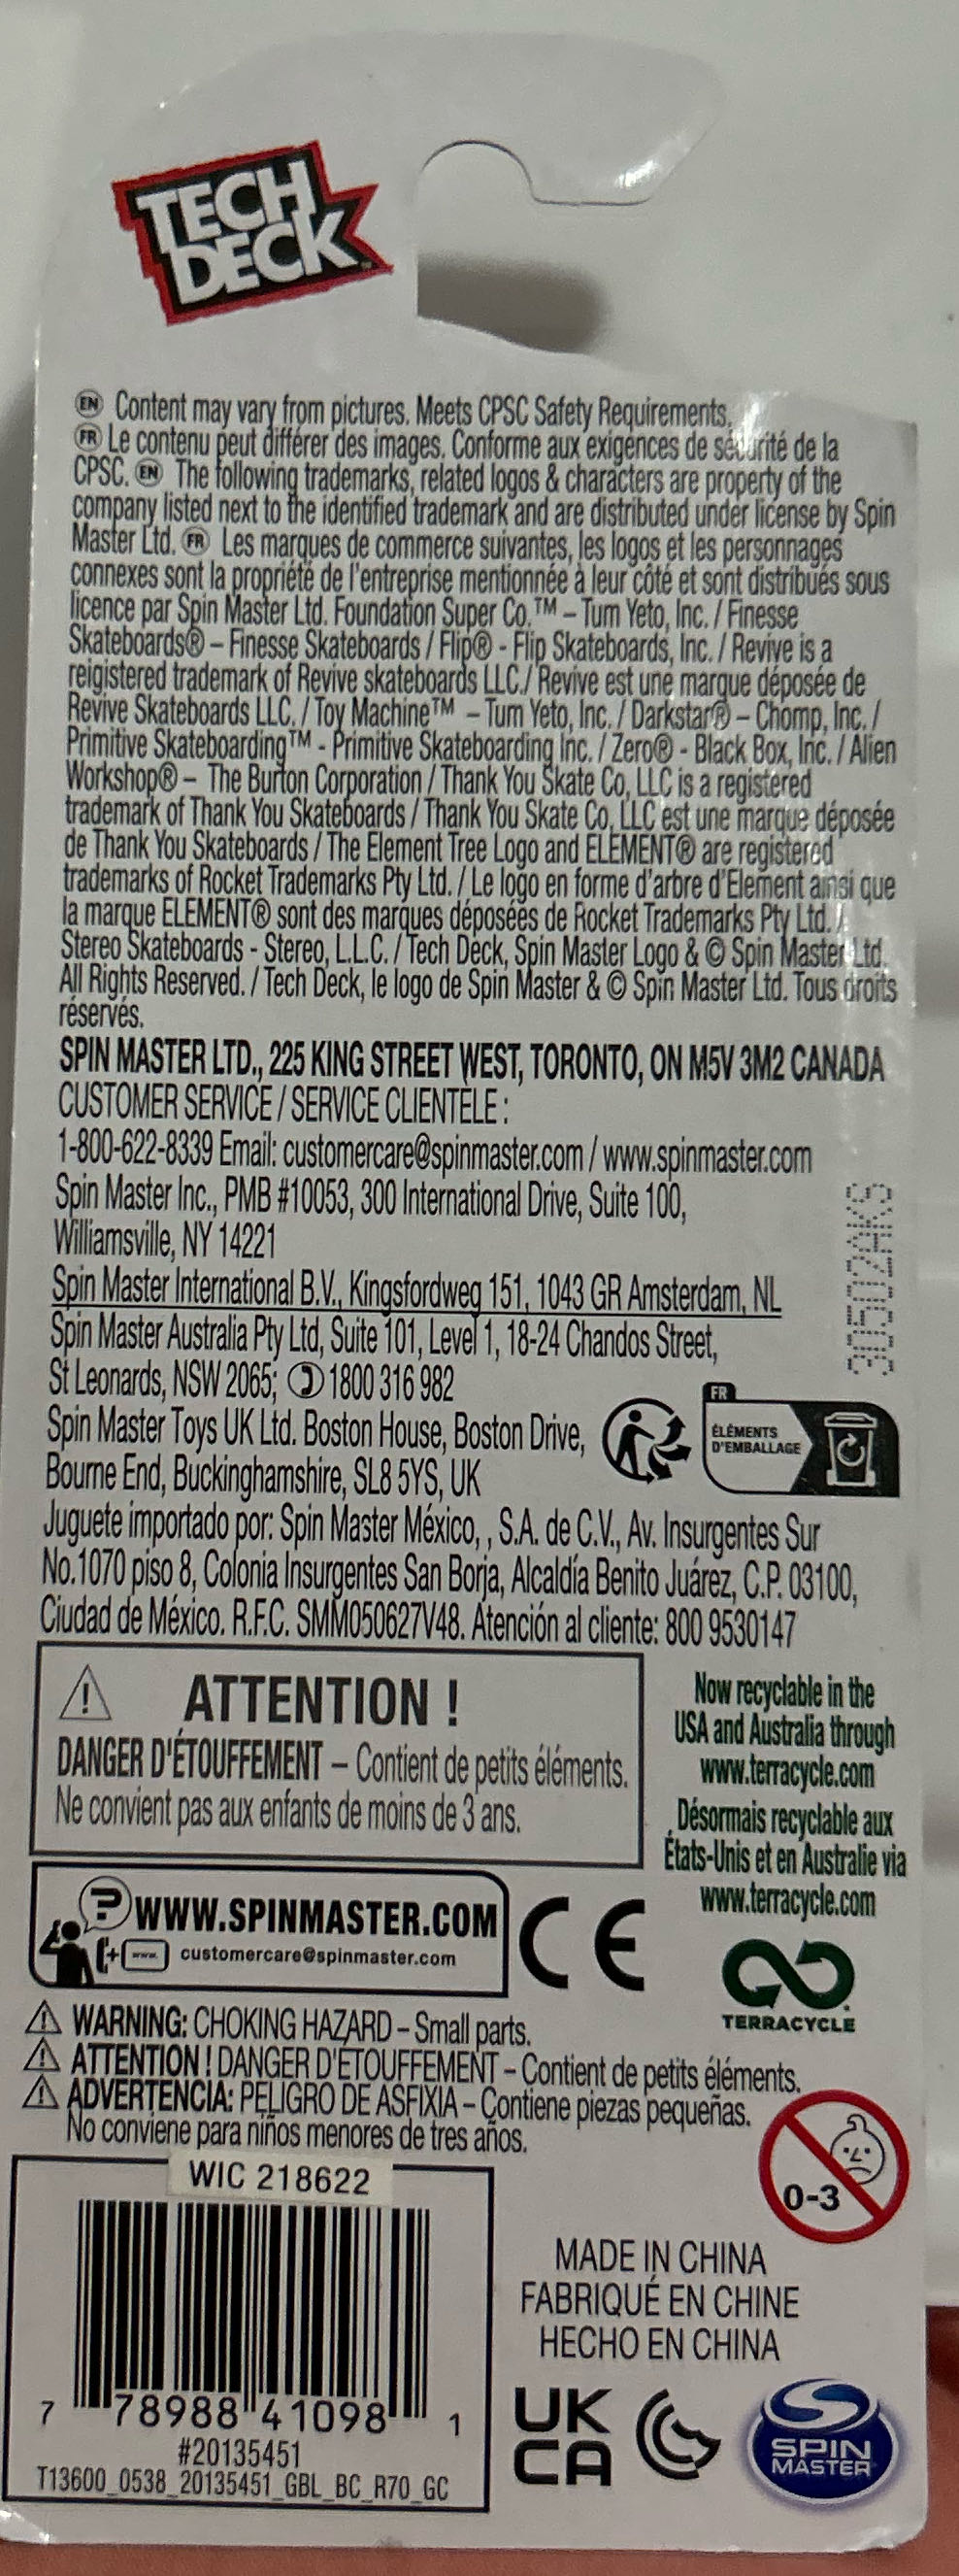 TECH
DECK™
EN Content may vary from pictures. Meets CPSC Safety Requirements.
FR Le contenu peut différer des images. Conforme aux exigences de sécurité de la
CPSC. EN The following trademarks, related logos & characters are property of the
company listed next to the identified trademark and are distributed under license by Spin
Master Ltd. FR Les marques de commerce suivantes, les logos et les personnages
connexes sont la propriété de l'entreprise mentionnée à leur côté et sont distribués sous
licence par Spin Master Ltd. Foundation Super Co.™ – Tum Yeto, Inc. / Finesse
Skateboards® – Finesse Skateboards / Flip® - Flip Skateboards, Inc. / Revive is a
reigistered trademark of Revive skateboards LLC./ Revive est une marque déposée de
Revive Skateboards LLC. / Toy Machine™ – Tum Yeto, Inc. / Darkstar® – Chomp, Inc. /
Primitive Skateboarding™ - Primitive Skateboarding Inc. / Zero® - Black Box, Inc. / Alien
Workshop® – The Burton Corporation / Thank You Skate Co, LLC is a registered
trademark of Thank You Skateboards / Thank You Skate Co, LLC est une marque déposée
de Thank You Skateboards / The Element Tree Logo and ELEMENT® are registered
trademarks of Rocket Trademarks Pty Ltd. / Le logo en forme d'arbre d'Element ainsi que
la marque ELEMENT® sont des marques déposées de Rocket Trademarks Pty Ltd. /
Stereo Skateboards - Stereo, L.L.C. / Tech Deck, Spin Master Logo & © Spin Master Ltd.
All Rights Reserved. / Tech Deck, le logo de Spin Master & © Spin Master Ltd. Tous droits
réservés.
SPIN MASTER LTD., 225 KING STREET WEST, TORONTO, ON M5V 3M2 CANADA
CUSTOMER SERVICE / SERVICE CLIENTÈLE :
1-800-622-8339 Email: customercare@spinmaster.com / www.spinmaster.com
Spin Master Inc., PMB #10053, 300 International Drive, Suite 100,
Williamsville, NY 14221
Spin Master International B.V., Kingsfordweg 151, 1043 GR Amsterdam, NL
Spin Master Australia Pty Ltd, Suite 101, Level 1, 18-24 Chandos Street,
St Leonards, NSW 2065; 1800 316 982
30502AKS
Spin Master Toys UK Ltd. Boston House, Boston Drive,
Bourne End, Buckinghamshire, SL8 5YS, UK
FR
ÉLÉMENTS
D'EMBALLAGE
Juguete importado por: Spin Master México, , S.A. de C.V., Av. Insurgentes Sur
No.1070 piso 8, Colonia Insurgentes San Borja, Alcaldía Benito Juárez, C.P. 03100,
Ciudad de México. R.F.C. SMM050627V48. Atención al cliente: 800 9530147
ATTENTION !
DANGER D'ÉTOUFFEMENT – Contient de petits éléments.
Ne convient pas aux enfants de moins de 3 ans.
Now recyclable in the
USA and Australia through
www.terracycle.com
Désormais recyclable aux
États-Unis et en Australie via
www.terracycle.com
TERRACYCLE
? WWW.SPINMASTER.COM
www. customercare@spinmaster.com
CE
WARNING: CHOKING HAZARD – Small parts.
ATTENTION ! DANGER D'ÉTOUFFEMENT – Contient de petits éléments.
ADVERTENCIA: PELIGRO DE ASFIXIA – Contiene piezas pequeñas.
No conviene para niños menores de tres años.
0-3
WIC 218622
7 78988 41098 1
#20135451
T13600_0538_20135451_GBL_BC_R70_GC
MADE IN CHINA
FABRIQUÉ EN CHINE
HECHO EN CHINA
UK
CA
SPIN
MASTER